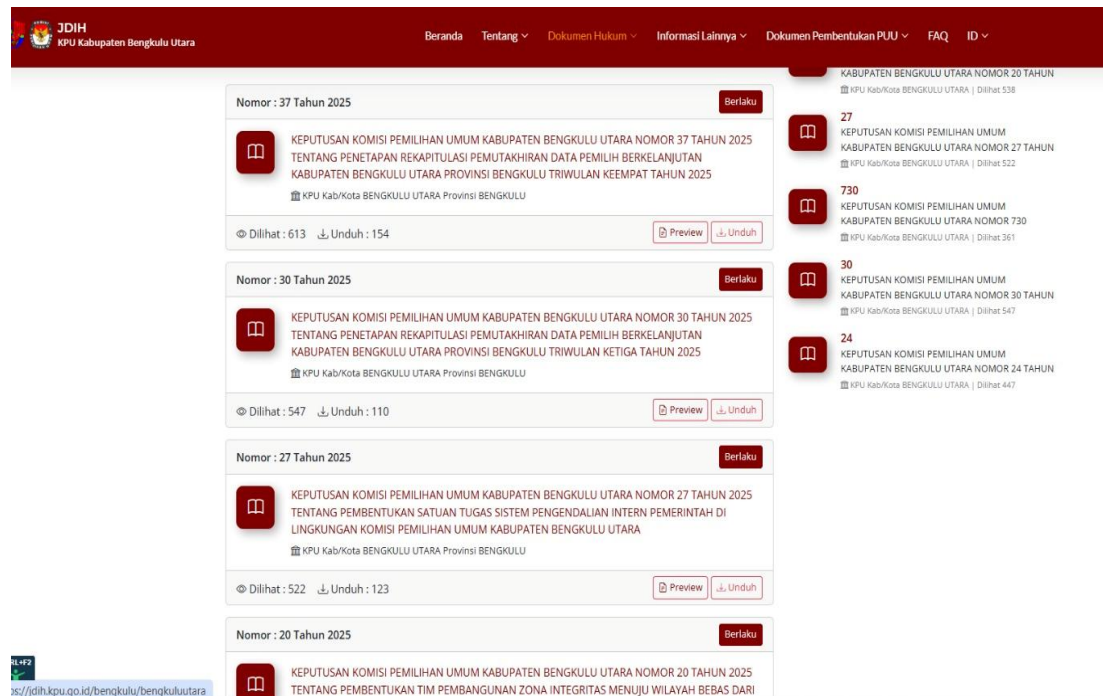 JDIH
KPU Kabupaten Bengkulu Utara
Beranda Tentang Dokumen Hukum Informasi Lainnya Dokumen Pembentukan PUU FAQ ID
Nomor : 37 Tahun 2025 Berlaku
KEPUTUSAN KOMISI PEMILIHAN UMUM KABUPATEN BENGKULU UTARA NOMOR 37 TAHUN 2025
TENTANG PENETAPAN REKAPITULASI PEMUTAKHIRAN DATA PEMILIH BERKELANJUTAN
KABUPATEN BENGKULU UTARA PROVINSI BENGKULU TRIWULAN KEEMPAT TAHUN 2025
KPU Kab/Kota BENGKULU UTARA Provinsi BENGKULU
Dilihat : 613 Unduh : 154 Preview Unduh
Nomor : 30 Tahun 2025 Berlaku
KEPUTUSAN KOMISI PEMILIHAN UMUM KABUPATEN BENGKULU UTARA NOMOR 30 TAHUN 2025
TENTANG PENETAPAN REKAPITULASI PEMUTAKHIRAN DATA PEMILIH BERKELANJUTAN
KABUPATEN BENGKULU UTARA PROVINSI BENGKULU TRIWULAN KETIGA TAHUN 2025
KPU Kab/Kota BENGKULU UTARA Provinsi BENGKULU
Dilihat : 547 Unduh : 110 Preview Unduh
Nomor : 27 Tahun 2025 Berlaku
KEPUTUSAN KOMISI PEMILIHAN UMUM KABUPATEN BENGKULU UTARA NOMOR 27 TAHUN 2025
TENTANG PEMBENTUKAN SATUAN TUGAS SISTEM PENGENDALIAN INTERN PEMERINTAH DI
LINGKUNGAN KOMISI PEMILIHAN UMUM KABUPATEN BENGKULU UTARA
KPU Kab/Kota BENGKULU UTARA Provinsi BENGKULU
Dilihat : 522 Unduh : 123 Preview Unduh
Nomor : 20 Tahun 2025 Berlaku
KEPUTUSAN KOMISI PEMILIHAN UMUM KABUPATEN BENGKULU UTARA NOMOR 20 TAHUN 2025
TENTANG PEMBENTUKAN TIM PEMBANGUNAN ZONA INTEGRITAS MENUJU WILAYAH BEBAS DARI
KABUPATEN BENGKULU UTARA NOMOR 20 TAHUN
KPU Kab/Kota BENGKULU UTARA | Dilihat 538
27
KEPUTUSAN KOMISI PEMILIHAN UMUM
KABUPATEN BENGKULU UTARA NOMOR 27 TAHUN
KPU Kab/Kota BENGKULU UTARA | Dilihat 522
730
KEPUTUSAN KOMISI PEMILIHAN UMUM
KABUPATEN BENGKULU UTARA NOMOR 730
KPU Kab/Kota BENGKULU UTARA | Dilihat 361
30
KEPUTUSAN KOMISI PEMILIHAN UMUM
KABUPATEN BENGKULU UTARA NOMOR 30 TAHUN
KPU Kab/Kota BENGKULU UTARA | Dilihat 547
24
KEPUTUSAN KOMISI PEMILIHAN UMUM
KABUPATEN BENGKULU UTARA NOMOR 24 TAHUN
KPU Kab/Kota BENGKULU UTARA | Dilihat 447
RL+F2
ps://jdih.kpu.go.id/bengkulu/bengkuluutara